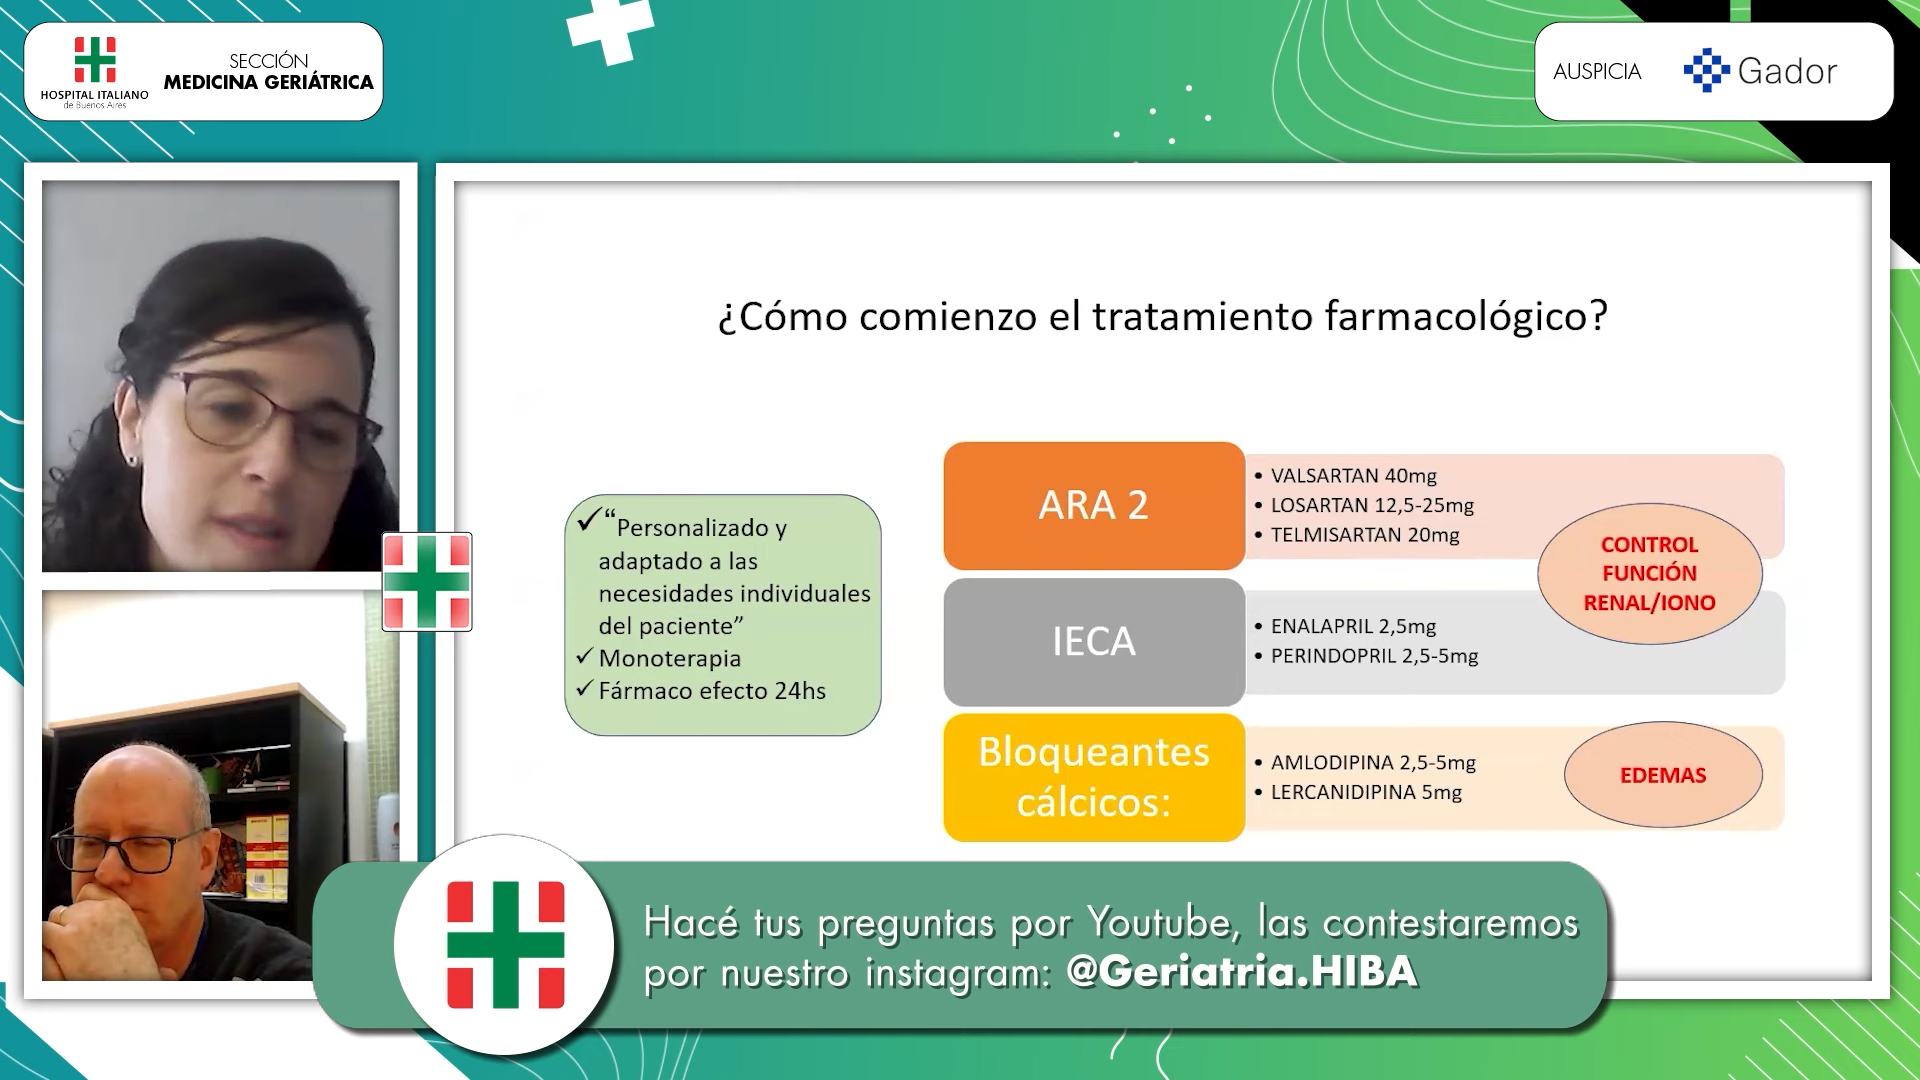 HOSPITAL ITALIANO
de Buenos Aires
SECCIÓN
MEDICINA GERIÁTRICA
AUSPICIA
Gador
¿Cómo comienzo el tratamiento farmacológico?
✓“Personalizado y
adaptado a las
necesidades individuales
del paciente”
✓ Monoterapia
✓ Fármaco efecto 24hs
ARA 2
• VALSARTAN 40mg
• LOSARTAN 12,5-25mg
• TELMISARTAN 20mg
CONTROL
FUNCIÓN
RENAL/IONO
IECA
• ENALAPRIL 2,5mg
• PERINDOPRIL 2,5-5mg
Bloqueantes
cálcicos:
• AMLODIPINA 2,5-5mg
• LERCANIDIPINA 5mg
EDEMAS
Hacé tus preguntas por Youtube, las contestaremos
por nuestro instagram: @Geriatria.HIBA